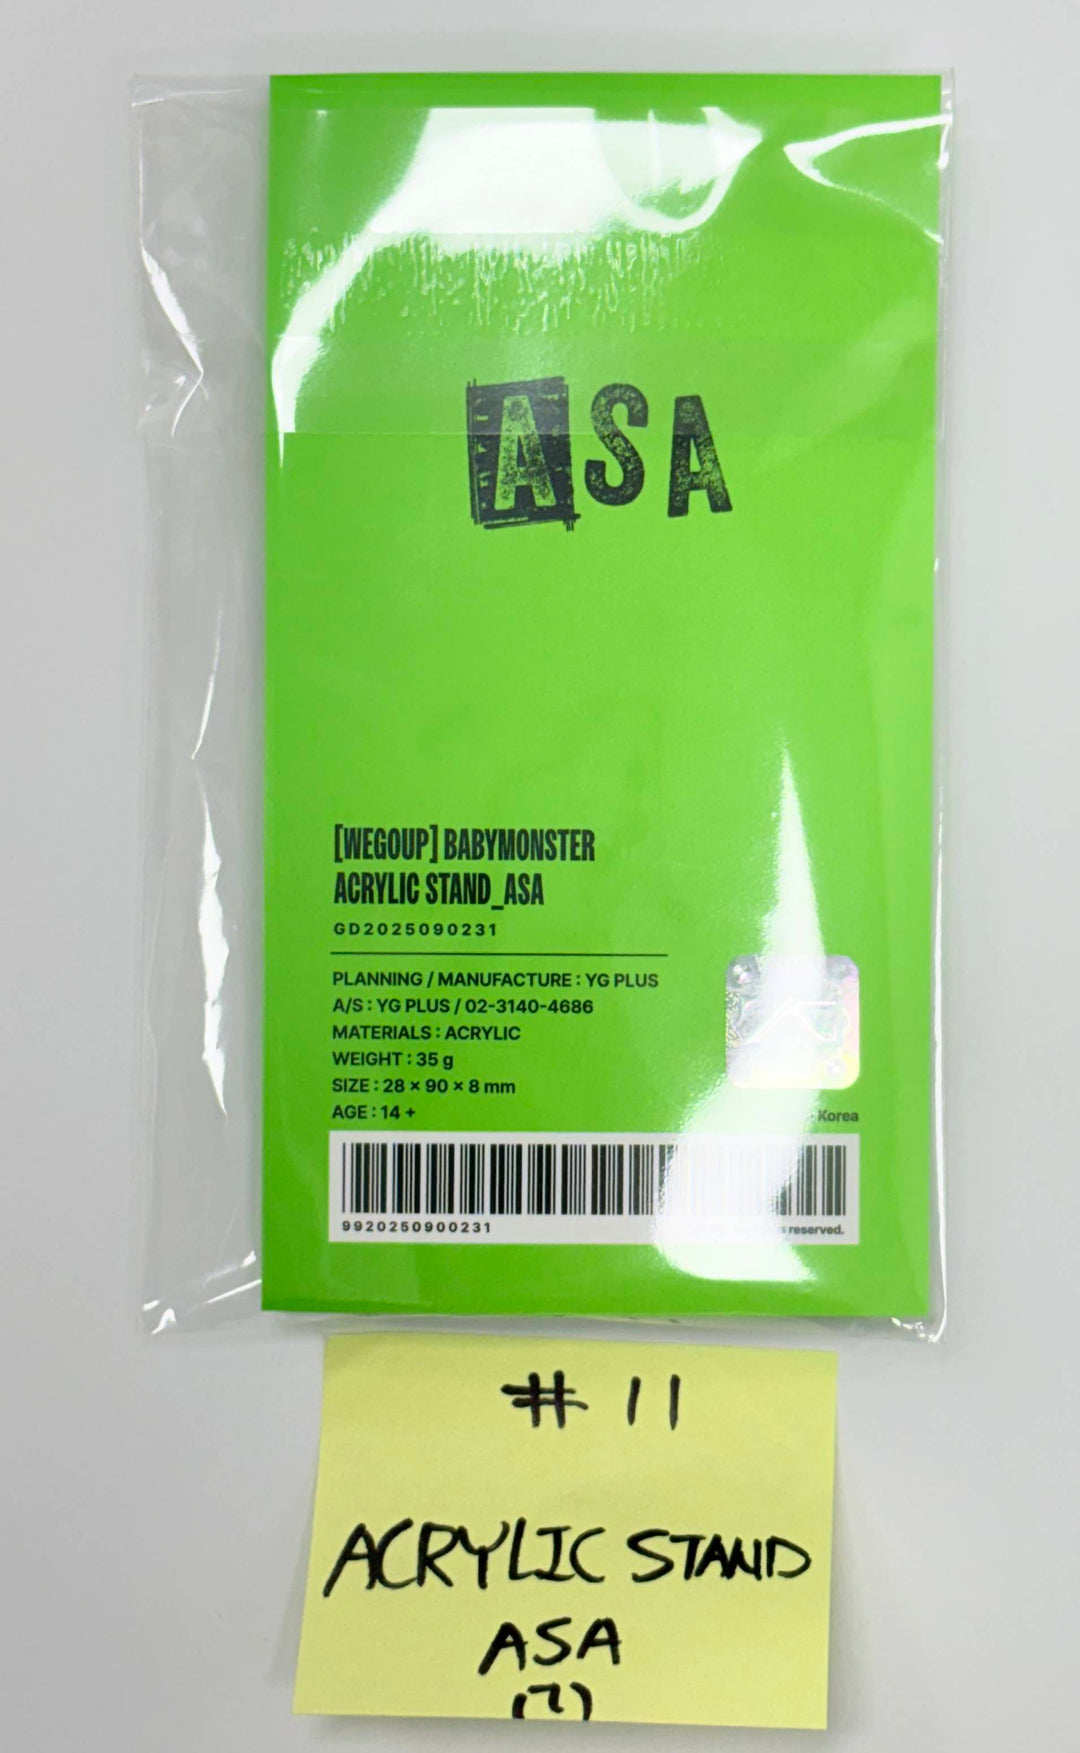 ASA
[WEGOUP] BABYMONSTER
ACRYLIC STAND_ASA
GD2025090231
PLANNING / MANUFACTURE : YG PLUS
A/S : YG PLUS / 02-3140-4686
MATERIALS : ACRYLIC
WEIGHT : 35 g
SIZE : 28 × 90 × 8 mm
AGE : 14 +
Korea
9920250900231
reserved.
# 11
ACRYLIC STAND
ASA